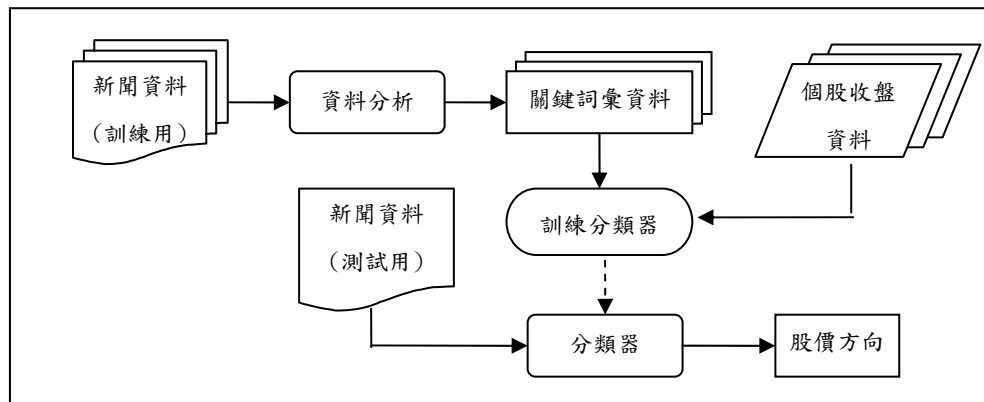 新聞資料
(訓練用)
資料分析
關鍵詞彙資料
個股收盤
資料
新聞資料
(測試用)
訓練分類器
分類器
股價方向